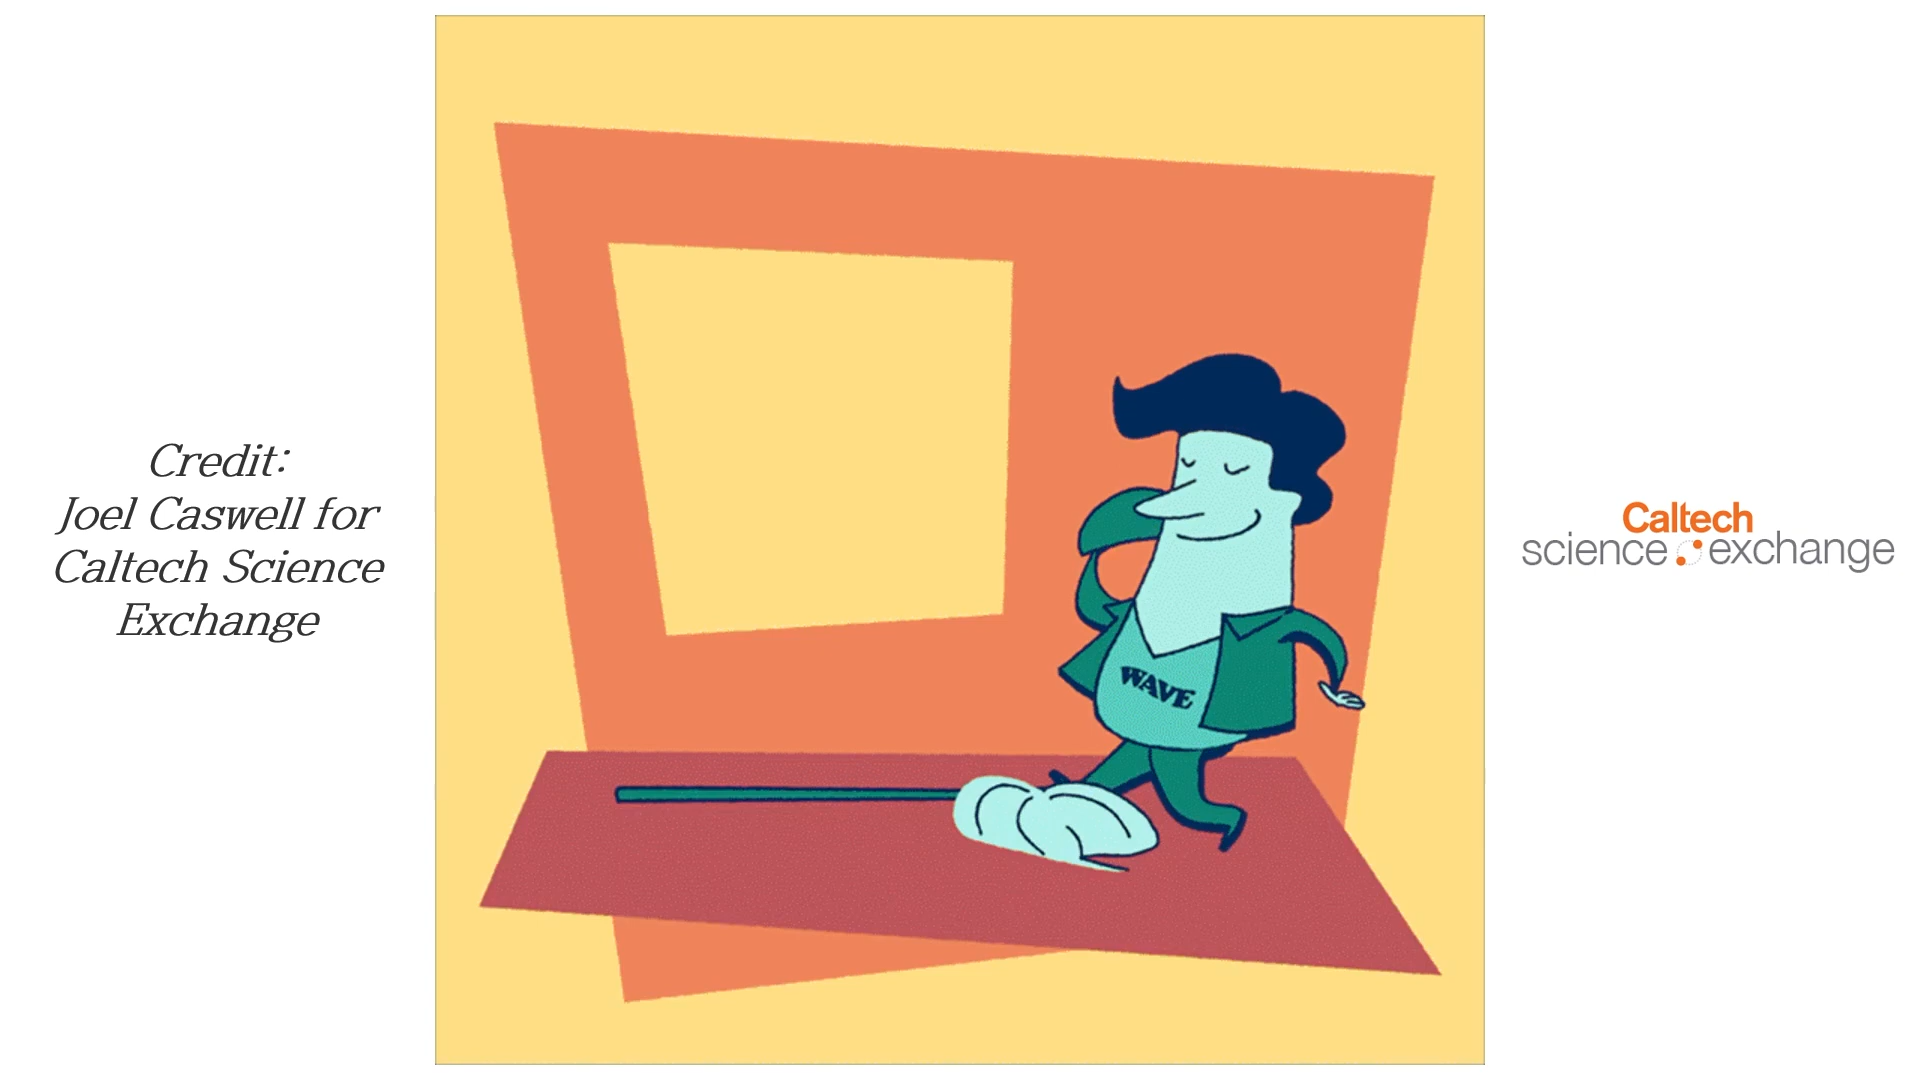 Credit:
Joel Caswell for
Caltech Science
Exchange
WAVE
Caltech
science exchange